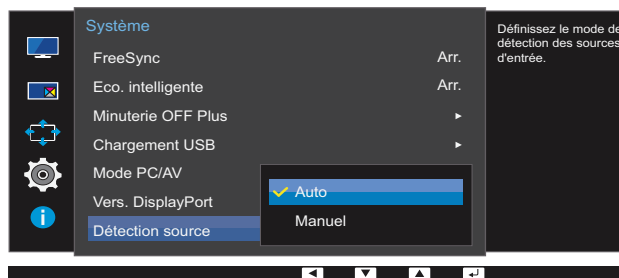 Système
FreeSync Arr.
Eco. intelligente Arr.
Minuterie OFF Plus
Chargement USB
Mode PC/AV
Vers. DisplayPort
Détection source
Auto
Manuel
Définissez le mode de
détection des sources
d'entrée.